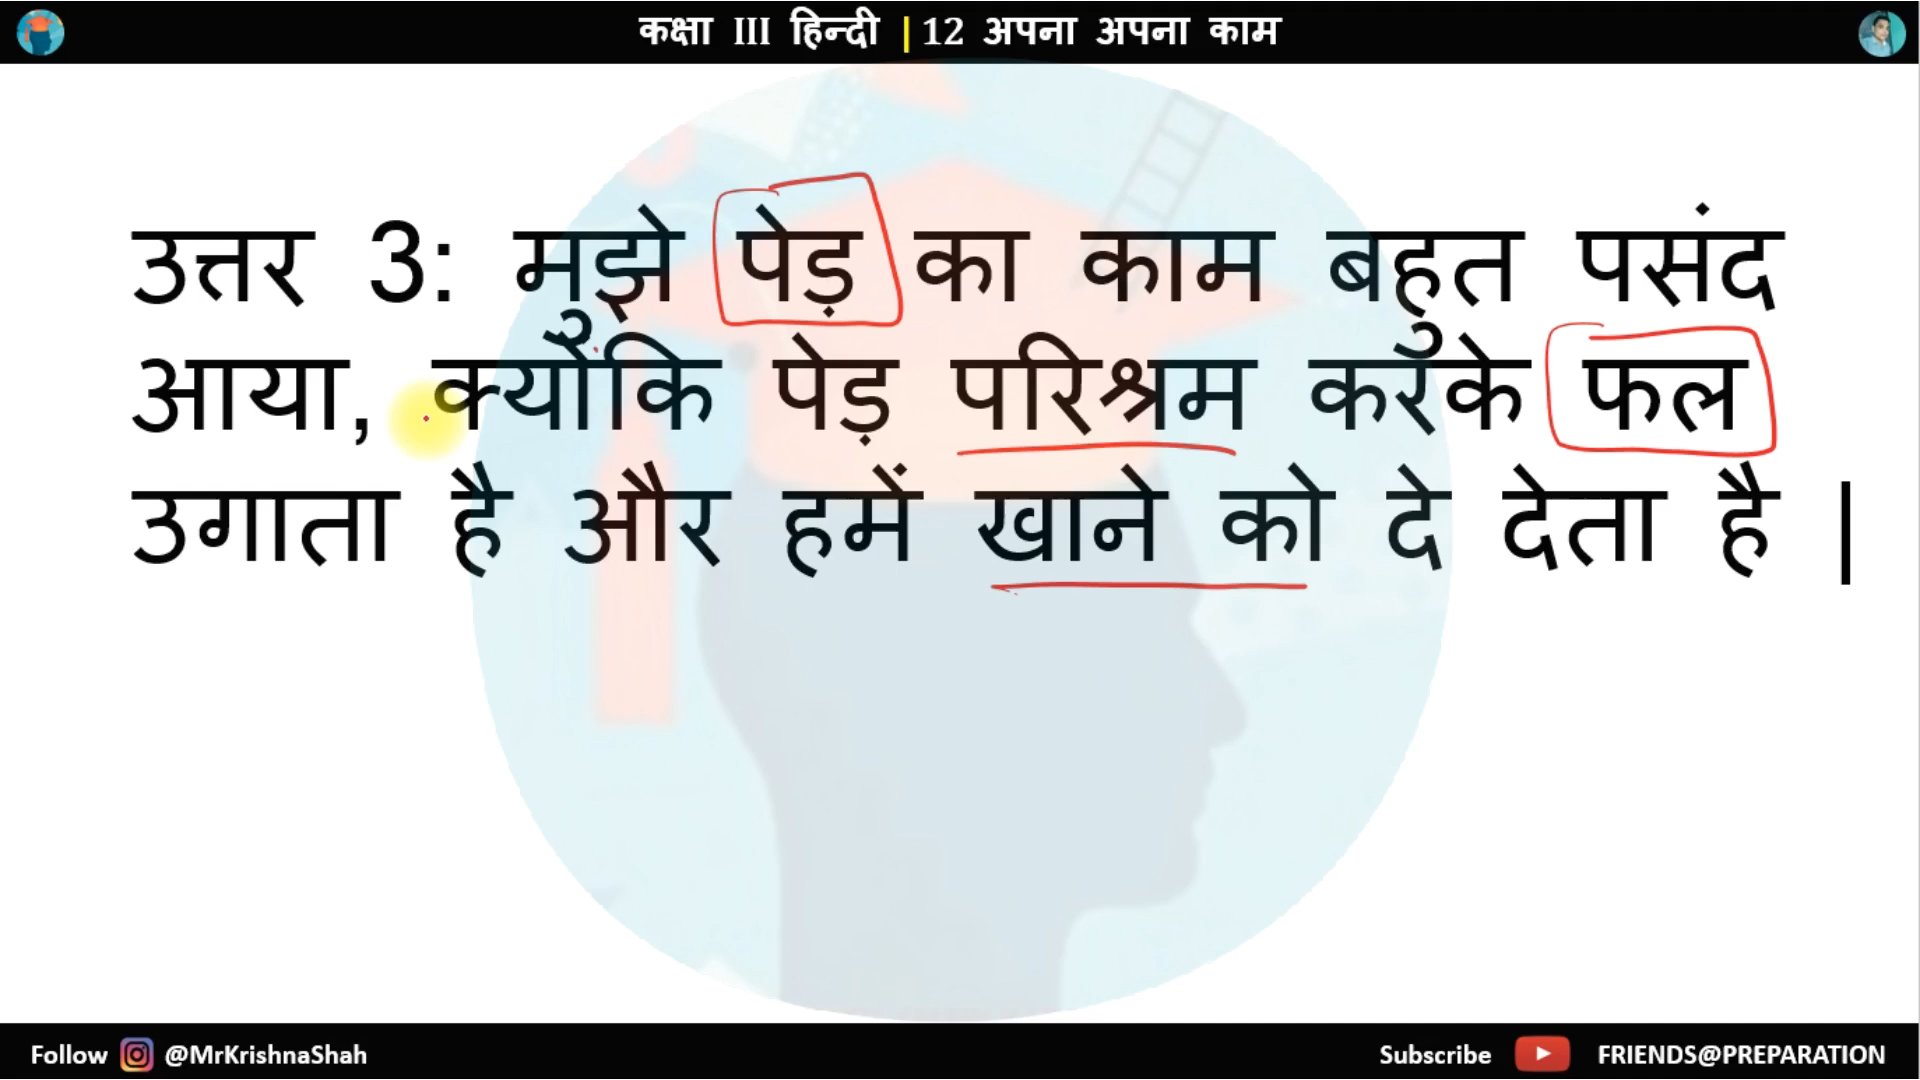 कक्षा III हिन्दी | 12 अपना अपना काम
उत्तर 3: मुझे पेड़ का काम बहुत पसंद
आया, क्योंकि पेड़ परिश्रम करके फल
उगाता है और हमें खाने को दे देता है |
Follow @MrKrishnaShah
Subscribe FRIENDS@PREPARATION